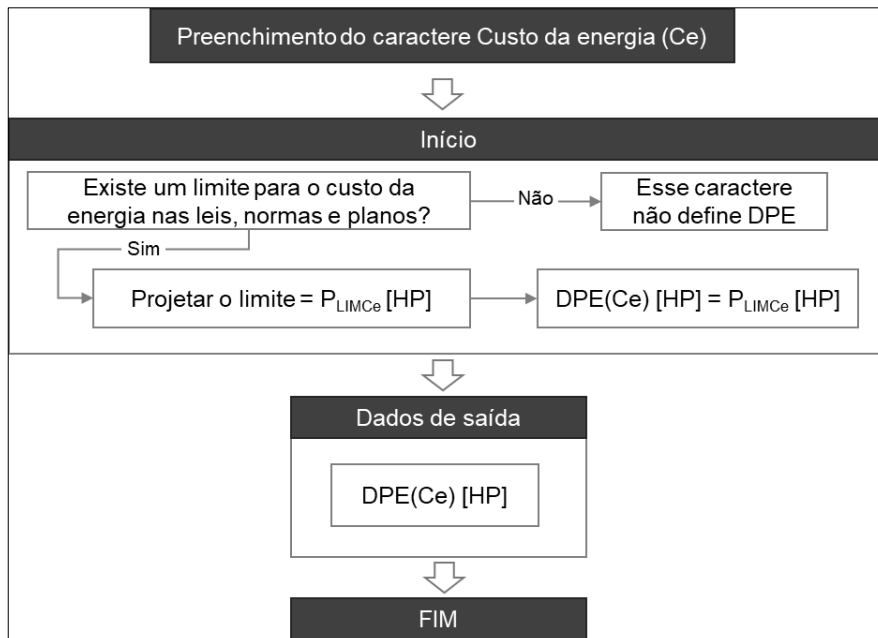 Preenchimento do caractere Custo da energia (Ce)
Início
Existe um limite para o custo da
energia nas leis, normas e planos?
Não
Esse caractere
não define DPE
Sim
Projetar o limite = P_LIMCe [HP]
DPE(Ce) [HP] = P_LIMCe [HP]
Dados de saída
DPE(Ce) [HP]
FIM